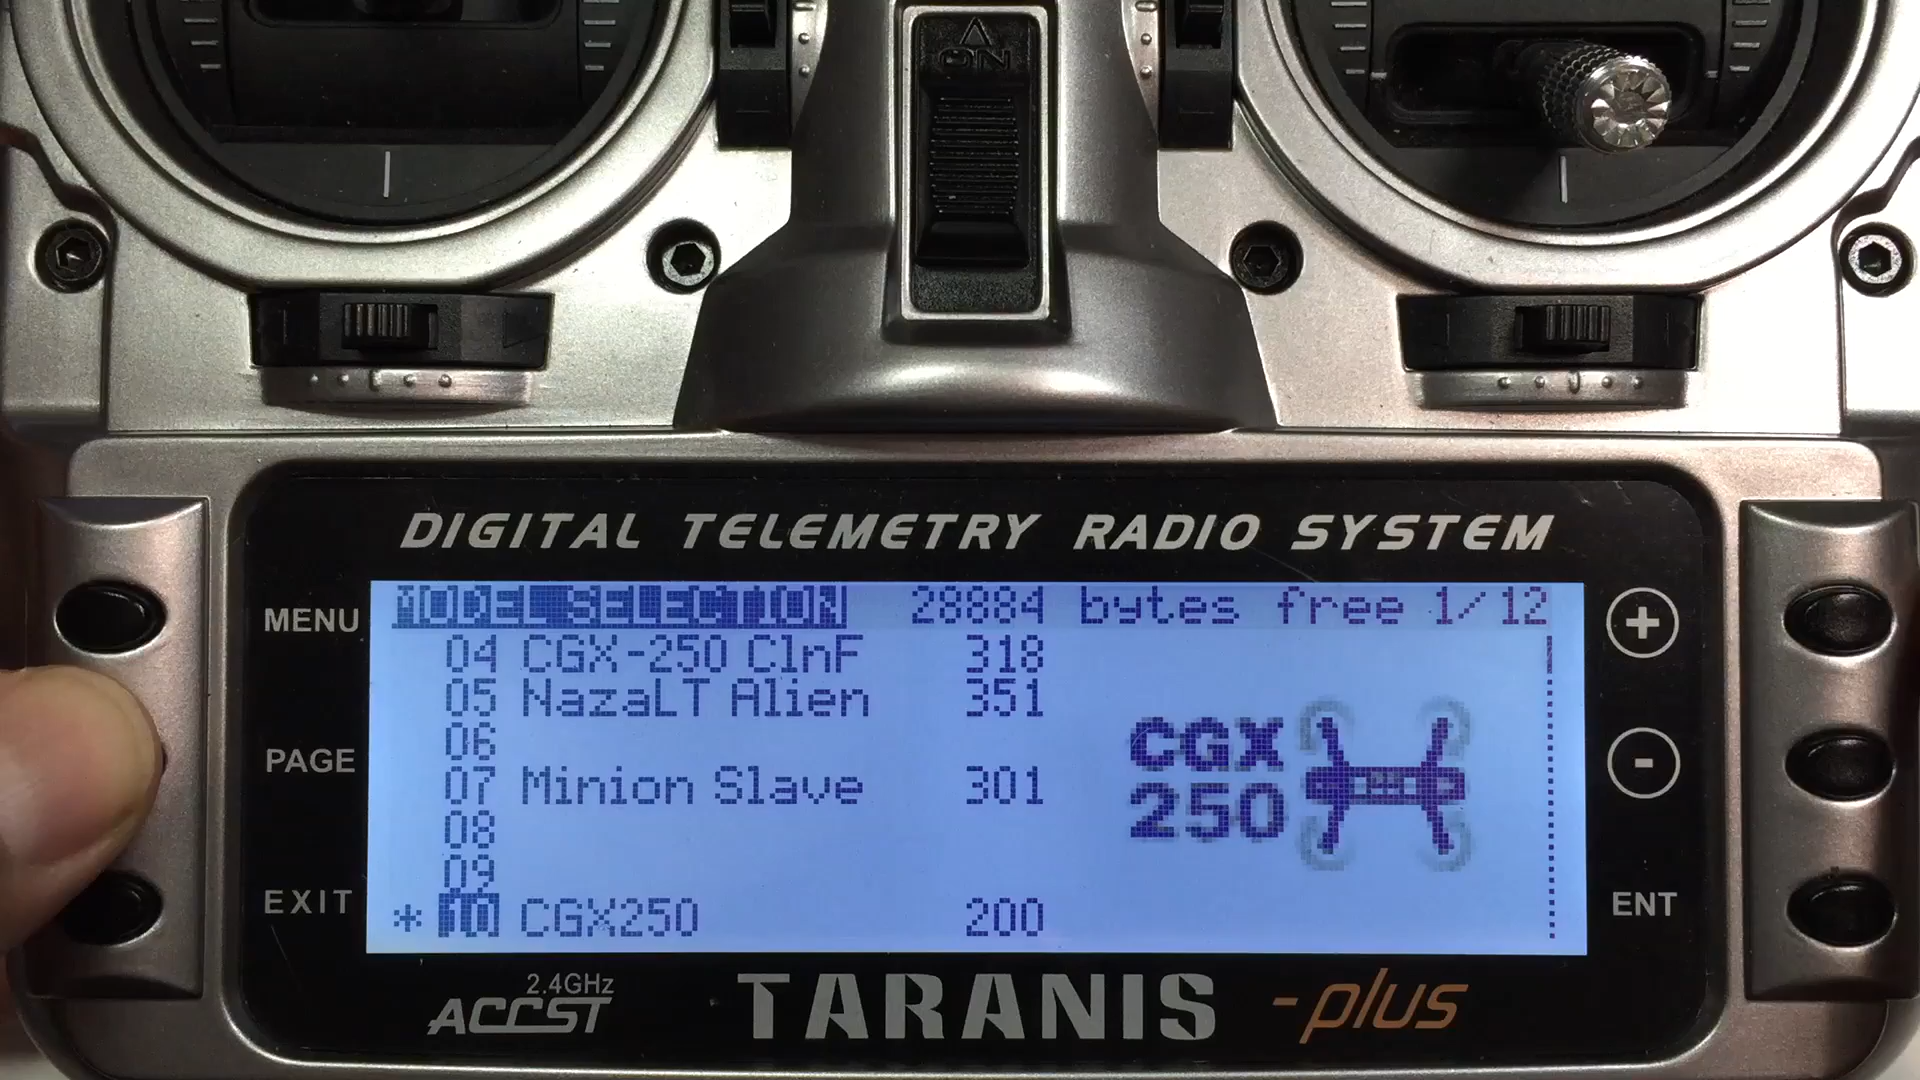 ON
DIGITAL TELEMETRY RADIO SYSTEM
MENU
PAGE
EXIT
MODEL SELECTION 28884 bytes free 1/12
04 CGX-250 ClnF 318
05 NazaLT Alien 351
06
07 Minion Slave 301
08
09
* 10 CGX250 200
CGX
250
+
-
ENT
2.4GHz
ACCST
TARANIS -plus